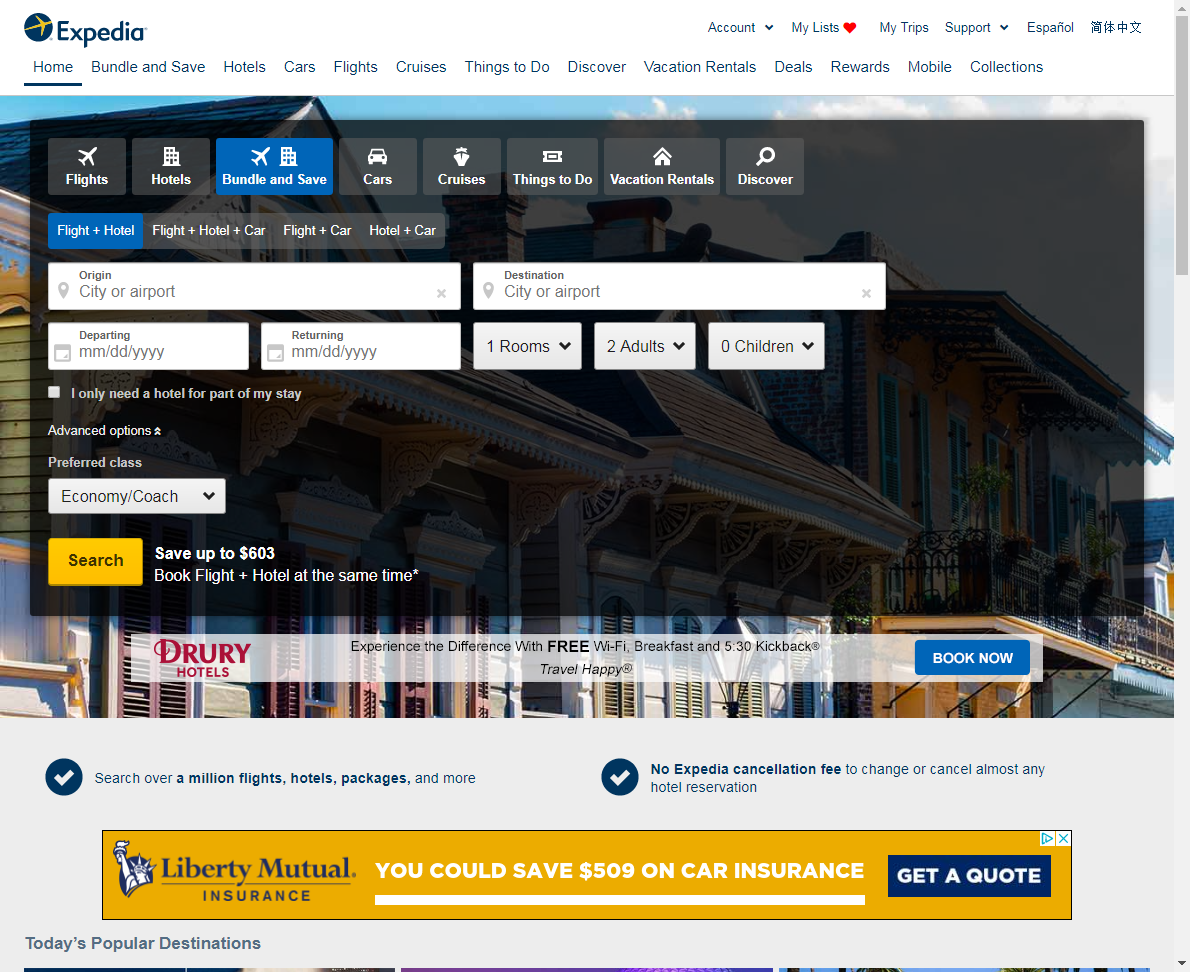 Expedia
Account
My Lists
My Trips
Support
Español
简体中文
Home
Bundle and Save
Hotels
Cars
Flights
Cruises
Things to Do
Discover
Vacation Rentals
Deals
Rewards
Mobile
Collections
Flights
Hotels
Bundle and Save
Cars
Cruises
Things to Do
Vacation Rentals
Discover
Flight + Hotel
Flight + Hotel + Car
Flight + Car
Hotel + Car
Origin
City or airport
Destination
City or airport
Departing
mm/dd/yyyy
Returning
mm/dd/yyyy
1 Rooms
2 Adults
0 Children
I only need a hotel for part of my stay
Advanced options
Preferred class
Economy/Coach
Search
Save up to $603
Book Flight + Hotel at the same time*
DRURY
HOTELS
Experience the Difference With FREE Wi-Fi, Breakfast and 5:30 Kickback®
Travel Happy®
BOOK NOW
Search over a million flights, hotels, packages, and more
No Expedia cancellation fee to change or cancel almost any
hotel reservation
Liberty Mutual.
INSURANCE
YOU COULD SAVE $509 ON CAR INSURANCE
GET A QUOTE
Today's Popular Destinations